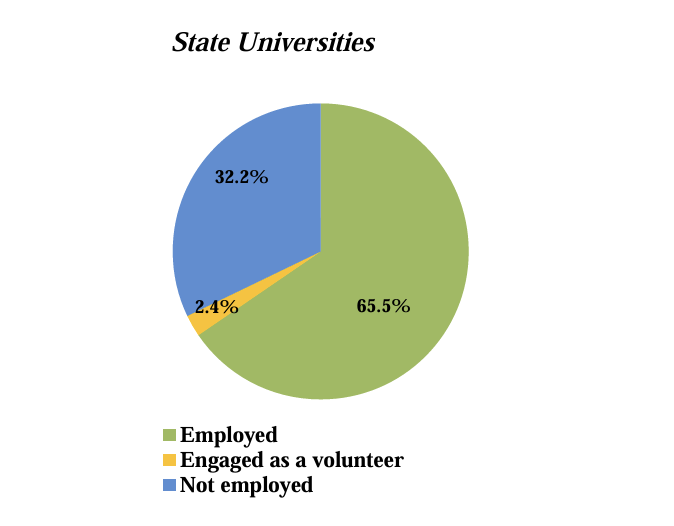 State Universities
32.2%
2.4%
65.5%
Employed
Engaged as a volunteer
Not employed